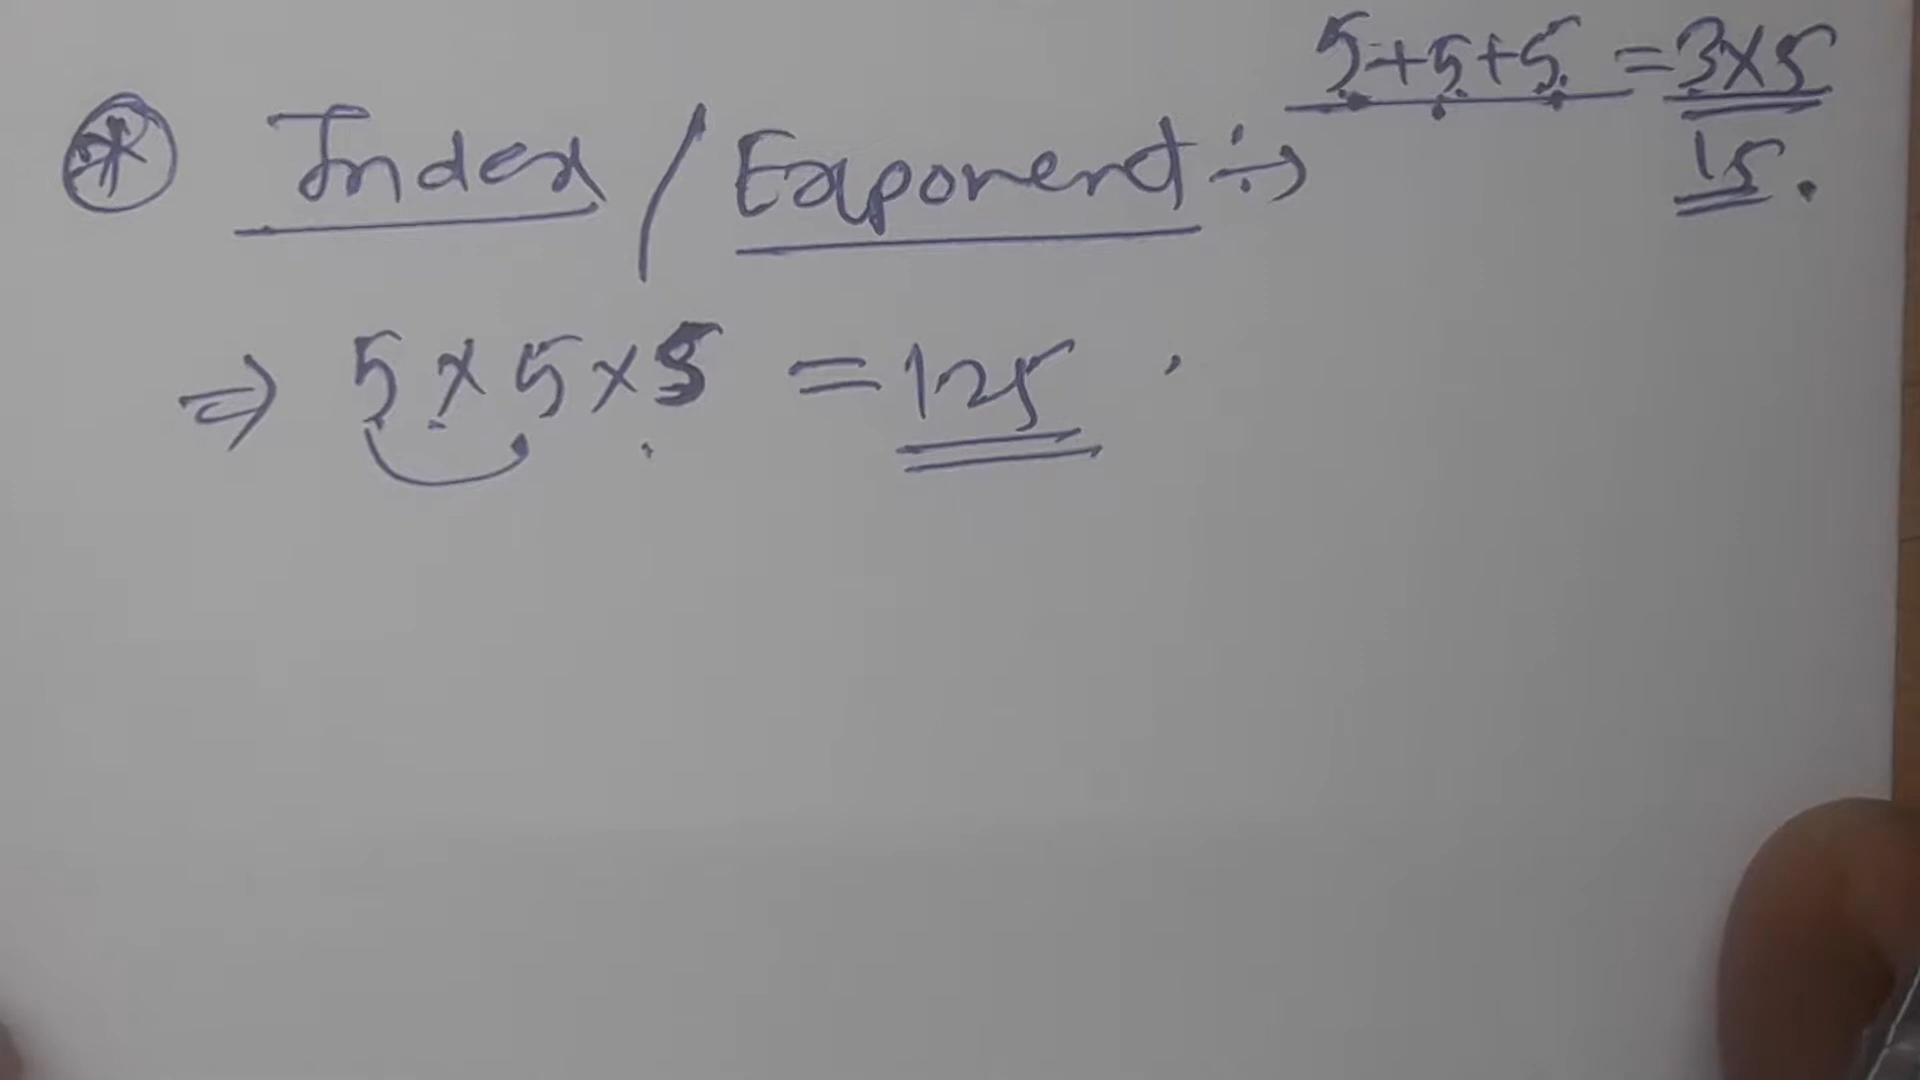 5+5+5 = 3×5
15.
* Index / Exponent ÷→
⇒ 5 × 5 × 5 = 125